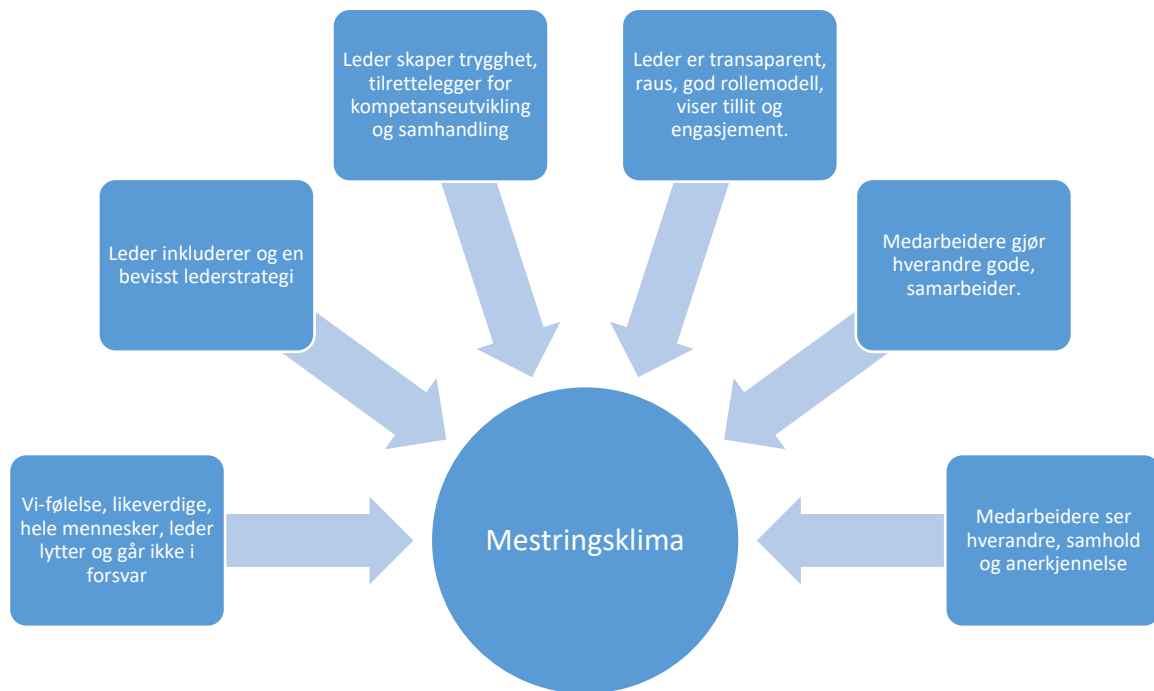 Leder skaper trygghet,
tilrettelegger for
kompetanseutvikling
og samhandling
Leder er transaparent,
raus, god rollemodell,
viser tillit og
engasjement.
Leder inkluderer og en
bevisst lederstrategi
Medarbeidere gjør
hverandre gode,
samarbeider.
Vi-følelse, likeverdige,
hele mennesker, leder
lytter og går ikke i
forsvar
Mestringsklima
Medarbeidere ser
hverandre, samhold
og anerkjennelse